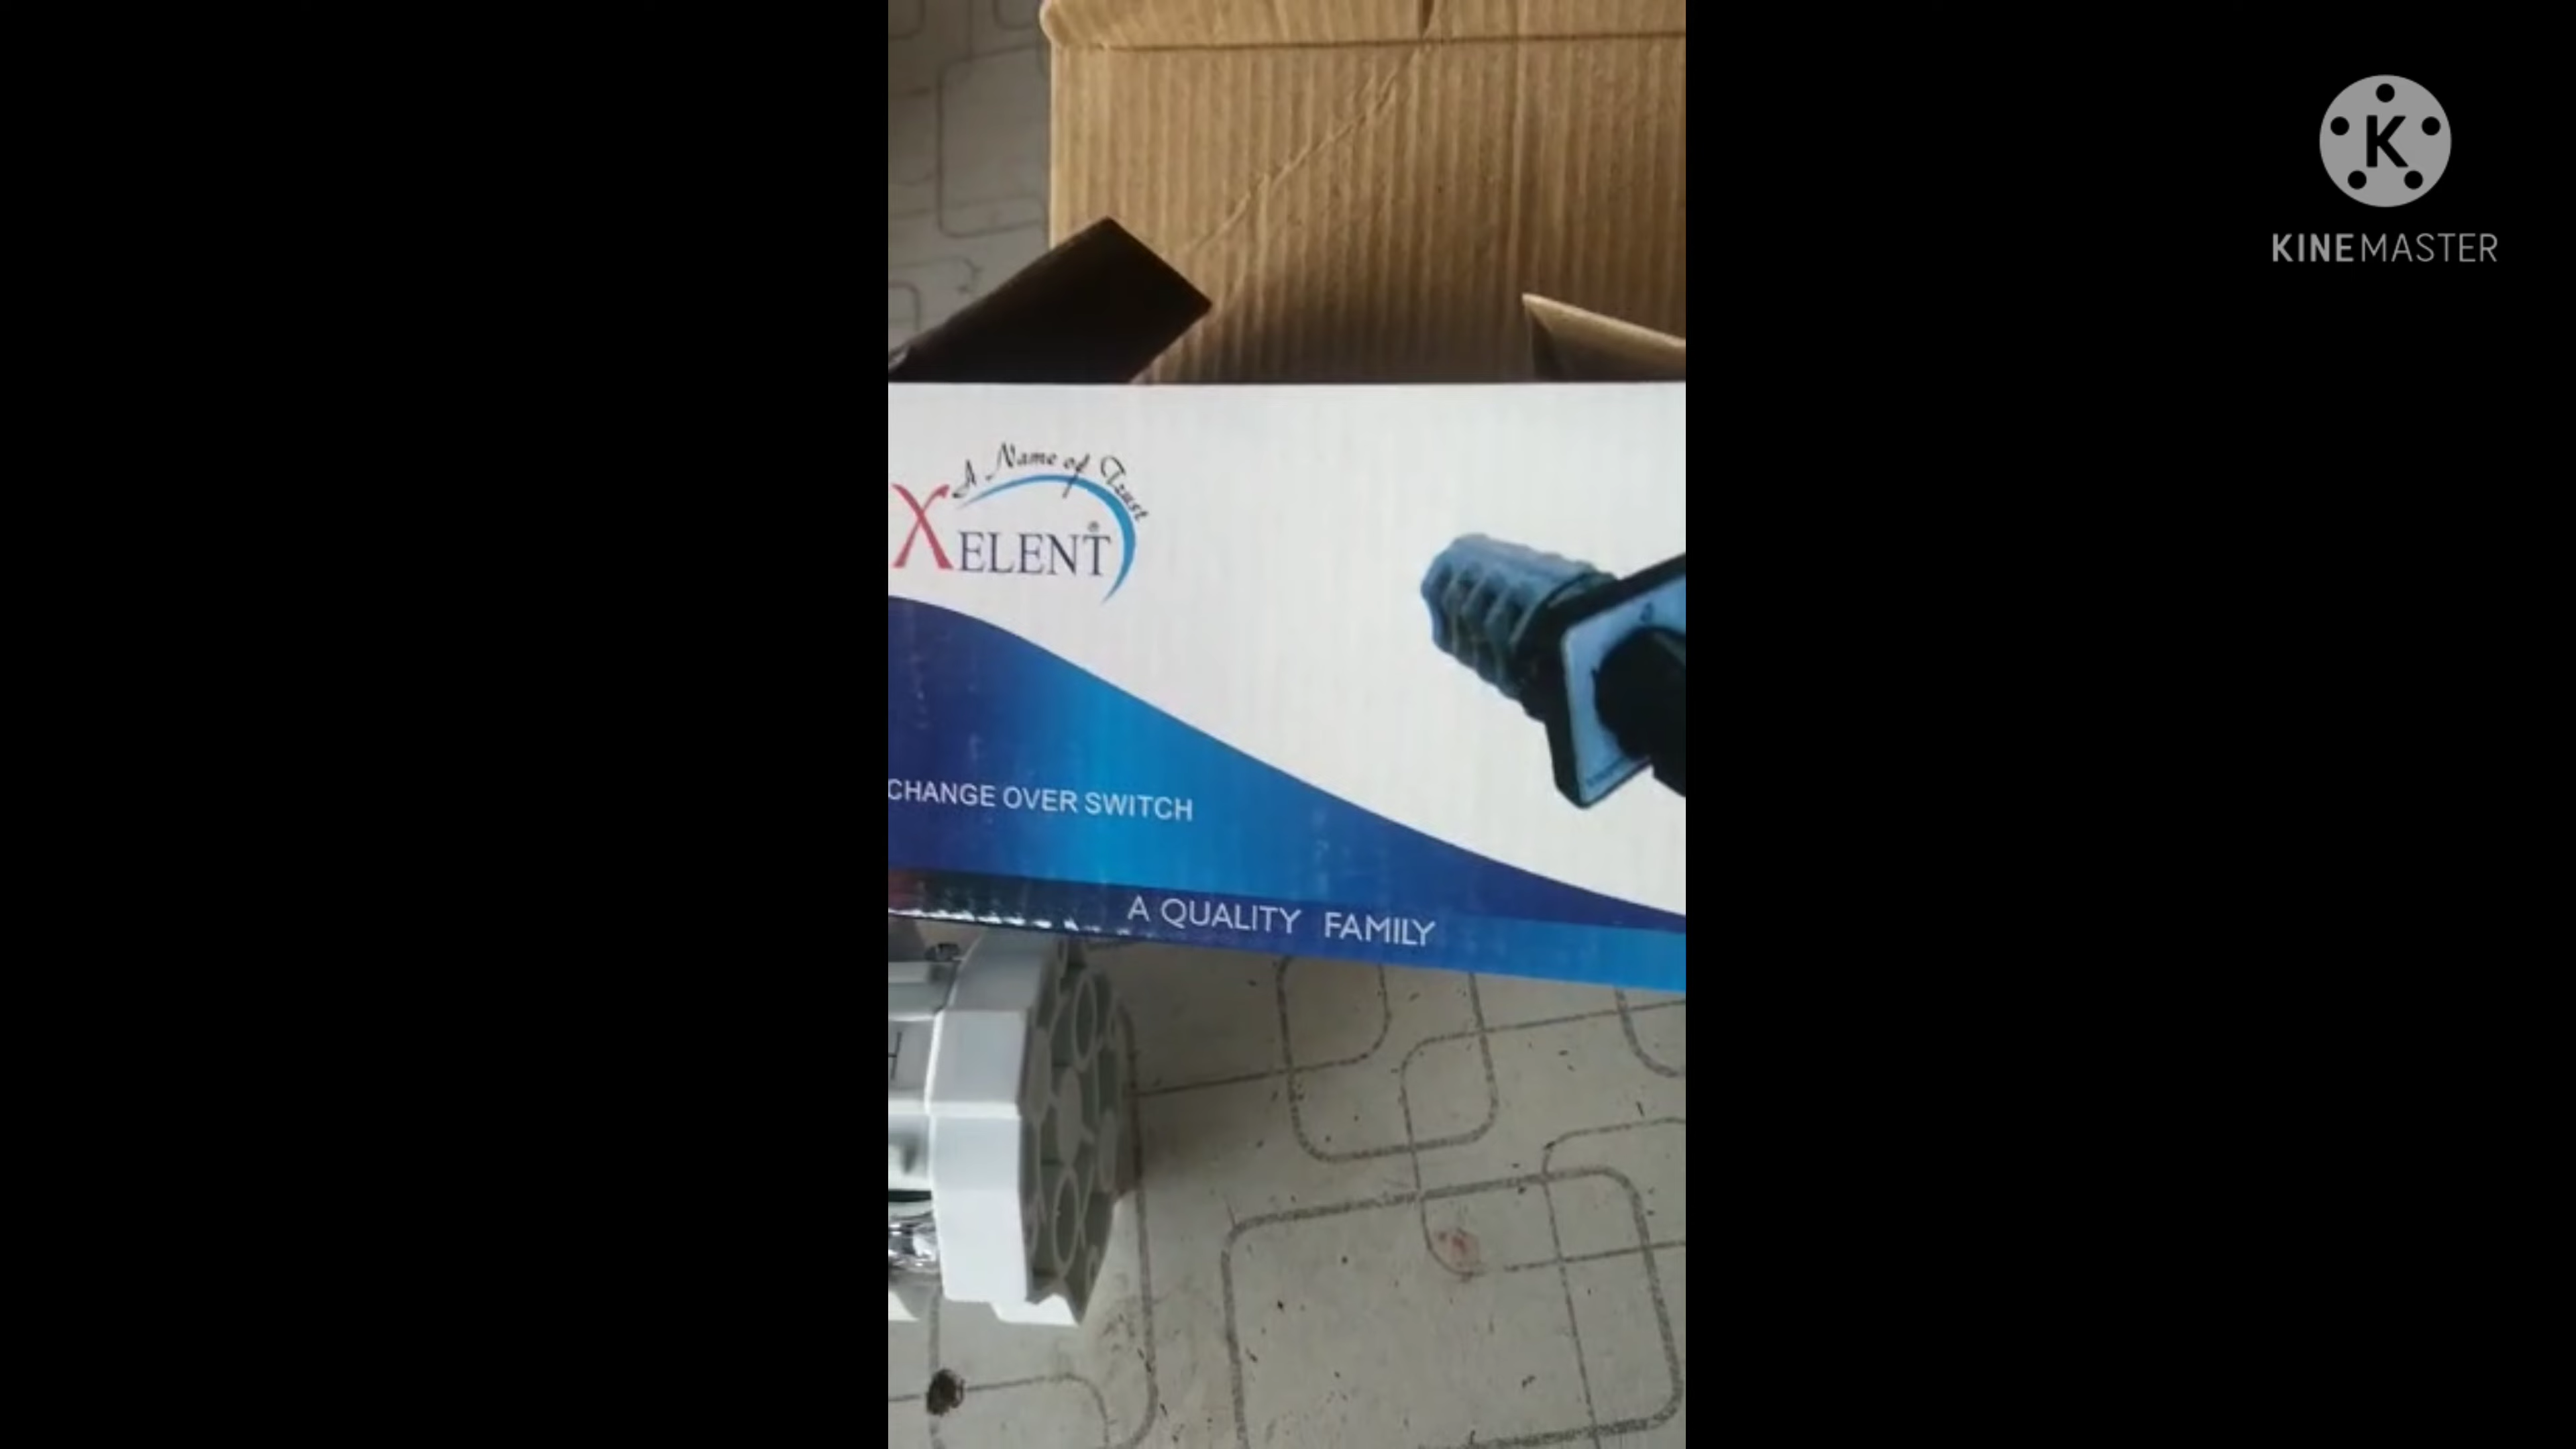 KINEMASTER
A Name of Trust
XELENT®
CHANGE OVER SWITCH
A QUALITY FAMILY